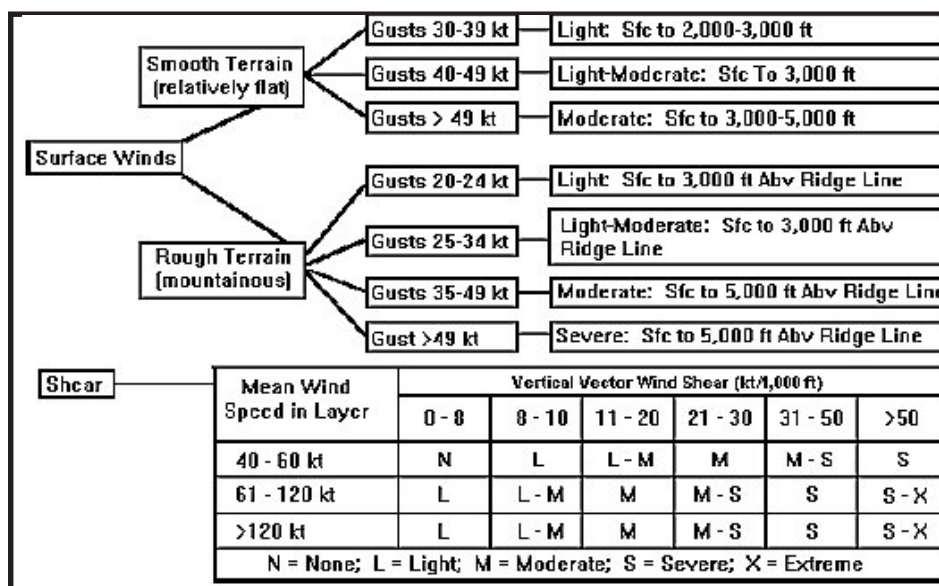 Gusts 30-39 kt
Light: Sfc to 2,000-3,000 ft
Smooth Terrain
(relatively flat)
Gusts 40-49 kt
Light-Moderate: Sfc To 3,000 ft
Gusts > 49 kt
Moderate: Sfc to 3,000-5,000 ft
Surface Winds
Gusts 20-24 kt
Light: Sfc to 3,000 ft Abv Ridge Line
Gusts 25-34 kt
Light-Moderate: Sfc to 3,000 ft Abv
Ridge Line
Rough Terrain
(mountainous)
Gusts 35-49 kt
Moderate: Sfc to 5,000 ft Abv Ridge Line
Gust >49 kt
Severe: Sfc to 5,000 ft Abv Ridge Line
Shear
Mean Wind
Speed in Layer
Vertical Vector Wind Shear (kt/1,000 ft)
0 - 8 8 - 10 11 - 20 21 - 30 31 - 50 >50
40 - 60 kt N L L - M M M - S S
61 - 120 kt L L - M M M - S S S - X
>120 kt L L - M M M - S S S - X
N = None; L = Light; M = Moderate; S = Severe; X = Extreme